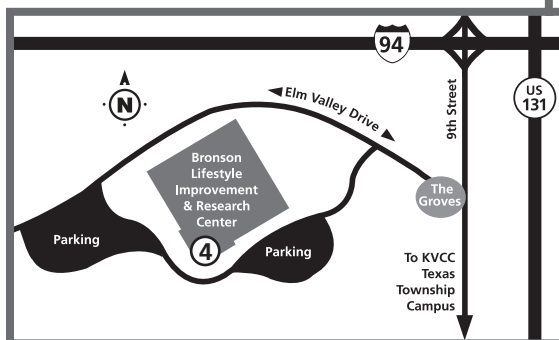 94
US
131
N
Elm Valley Drive
9th Street
Bronson
Lifestyle
Improvement
& Research
Center
4
The
Groves
Parking
Parking
To KVCC
Texas
Township
Campus